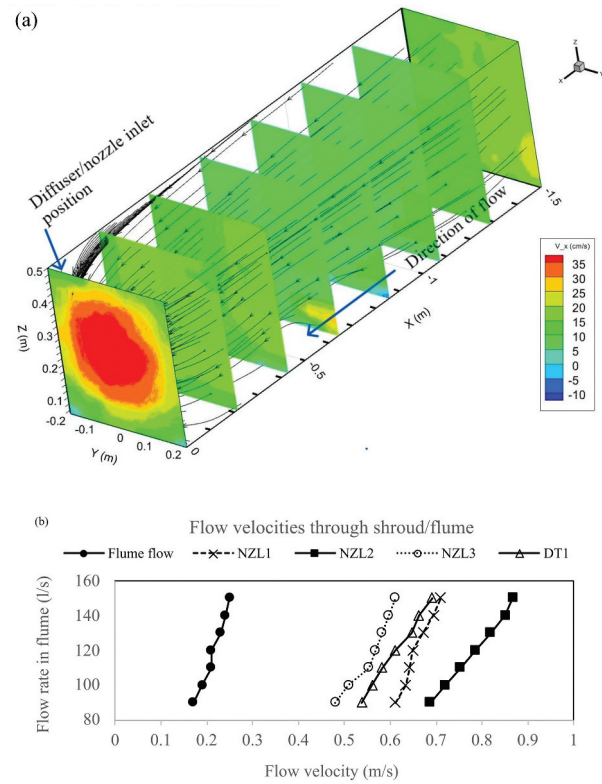 (a)
Z
X
Y
Diffuser/nozzle inlet
position
Direction of flow
0.5
0.4
0.3
0.2
0.1
Z (m)
-0.2
-0.1
0
0.1
0.2
Y (m)
0
-0.5
-1
-1.5
X (m)
V_x (cm/s)
35
30
25
20
15
10
5
0
-5
-10
(b)
Flow velocities through shroud/flume
Flume flow NZL1 NZL2 NZL3 DT1
160
140
120
100
80
Flow rate in flume (l/s)
0 0.1 0.2 0.3 0.4 0.5 0.6 0.7 0.8 0.9 1
Flow velocity (m/s)